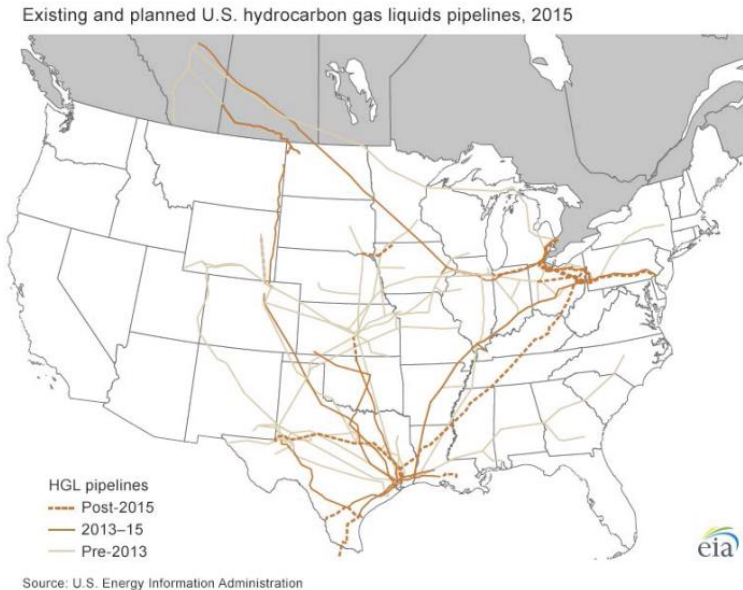 Existing and planned U.S. hydrocarbon gas liquids pipelines, 2015
HGL pipelines
Post-2015
2013–15
Pre-2013
eia
Source: U.S. Energy Information Administration